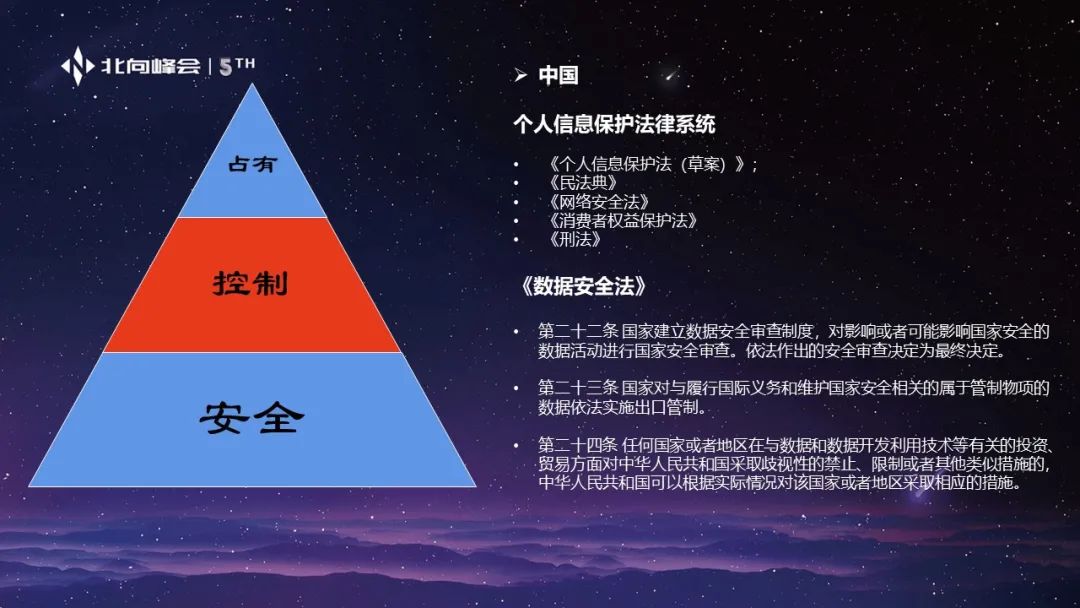 北向峰会 | 5TH
占有
控制
安全
➢ 中国
个人信息保护法律系统
• 《个人信息保护法（草案）》;
• 《民法典》
• 《网络安全法》
• 《消费者权益保护法》
• 《刑法》
《数据安全法》
• 第二十二条 国家建立数据安全审查制度，对影响或者可能影响国家安全的
数据活动进行国家安全审查。依法作出的安全审查决定为最终决定。
• 第二十三条 国家对与履行国际义务和维护国家安全相关的属于管制物项的
数据依法实施出口管制。
• 第二十四条 任何国家或者地区在与数据和数据开发利用技术等有关的投资、
贸易方面对中华人民共和国采取歧视性的禁止、限制或者其他类似措施的，
中华人民共和国可以根据实际情况对该国家或者地区采取相应的措施。